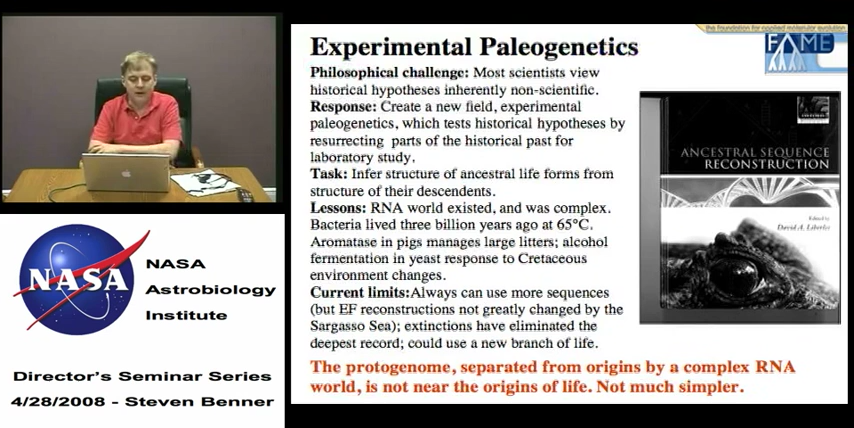 the foundation for applied molecular evolution
FAME
Experimental Paleogenetics
Philosophical challenge: Most scientists view
historical hypotheses inherently non-scientific.
Response: Create a new field, experimental
paleogenetics, which tests historical hypotheses by
resurrecting parts of the historical past for
laboratory study.
Task: Infer structure of ancestral life forms from
structure of their descendents.
Lessons: RNA world existed, and was complex.
Bacteria lived three billion years ago at 65°C.
Aromatase in pigs manages large litters; alcohol
fermentation in yeast response to Cretaceous
environment changes.
Current limits:Always can use more sequences
(but EF reconstructions not greatly changed by the
Sargasso Sea); extinctions have eliminated the
deepest record; could use a new branch of life.
The protogenome, separated from origins by a complex RNA
world, is not near the origins of life. Not much simpler.
ANCESTRAL SEQUENCE
RECONSTRUCTION
Edited by
David A. Liberles
NASA
NASA
Astrobiology
Institute
Director's Seminar Series
4/28/2008 - Steven Benner